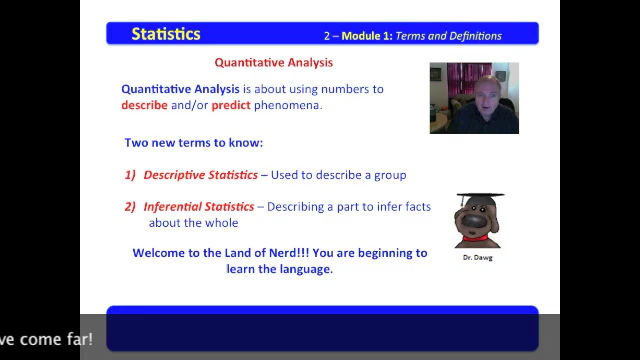 Statistics
2 – Module 1: Terms and Definitions
Quantitative Analysis
Quantitative Analysis is about using numbers to
describe and/or predict phenomena.
Two new terms to know:
1) Descriptive Statistics – Used to describe a group
2) Inferential Statistics – Describing a part to infer facts
about the whole
Dr. Dawg
Welcome to the Land of Nerd!!! You are beginning to
learn the language.
ve come far!